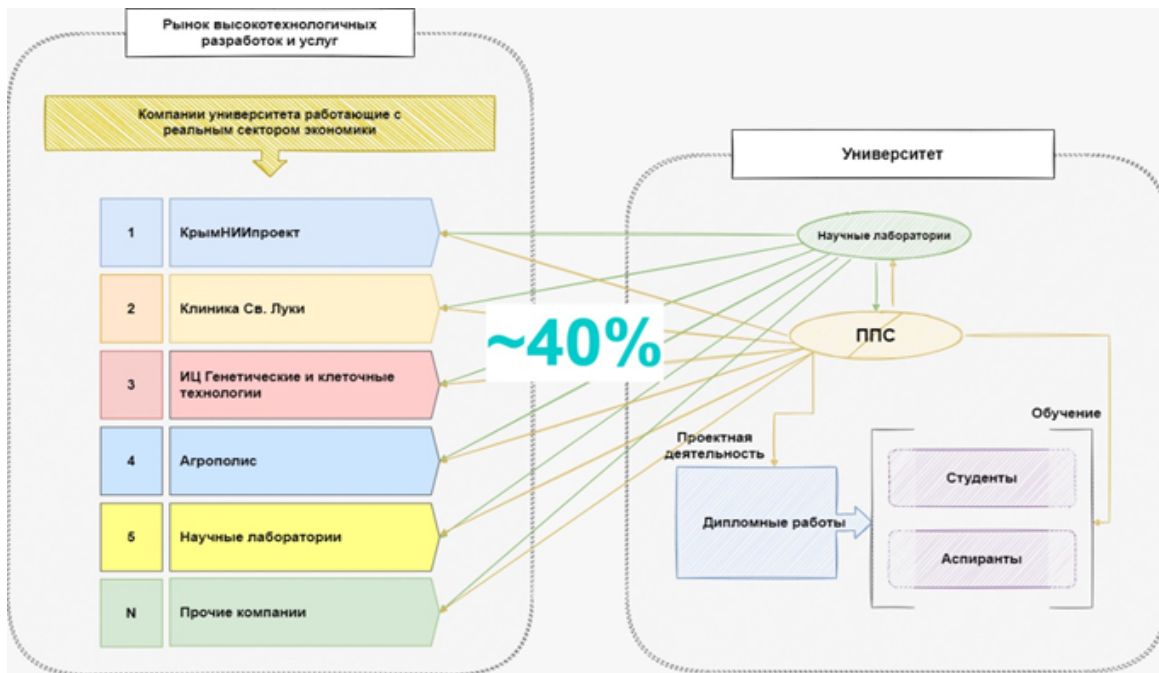 Рынок высокотехнологичных
разработок и услуг
Компании университета работающие с
реальным сектором экономики
1
КрымНИИпроект
2
Клиника Св. Луки
3
ИЦ Генетические и клеточные
технологии
4
Агрополис
5
Научные лаборатории
N
Прочие компании
~40%
Университет
Научные лаборатории
ППС
Обучение
Проектная
деятельность
Дипломные работы
Студенты
Аспиранты